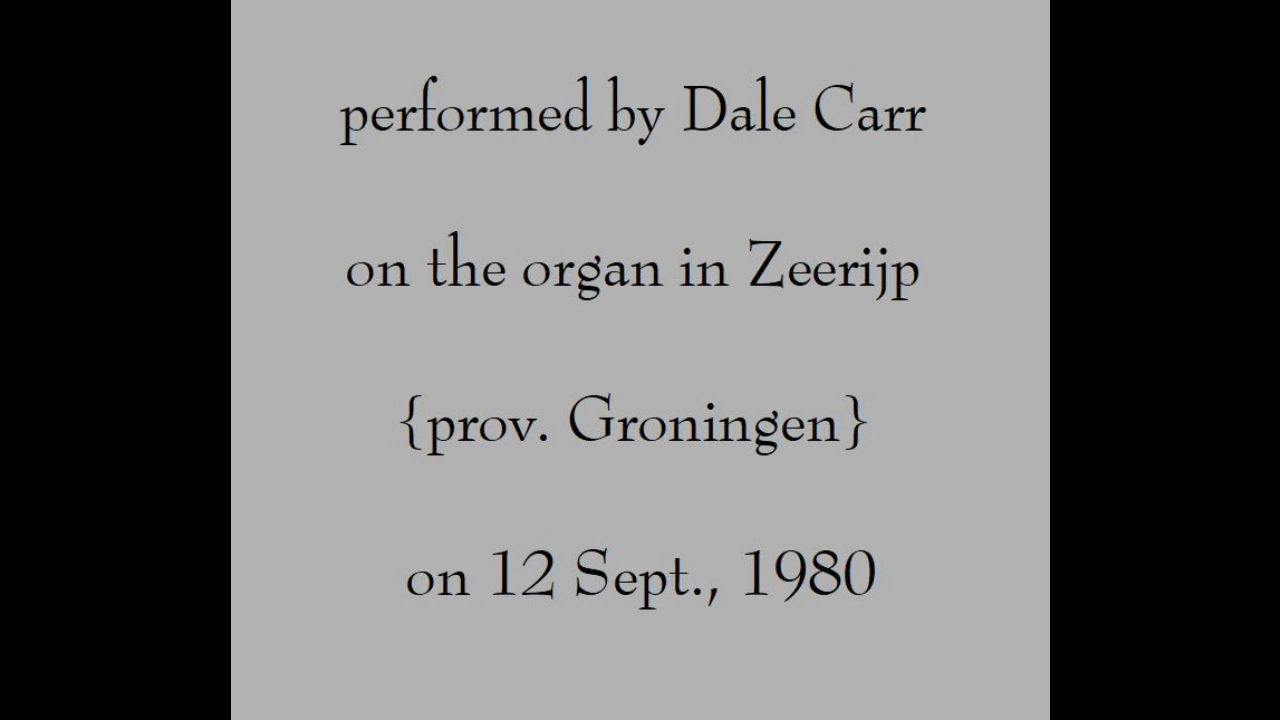 performed by Dale Carr
on the organ in Zeerijp
{prov. Groningen}
on 12 Sept., 1980